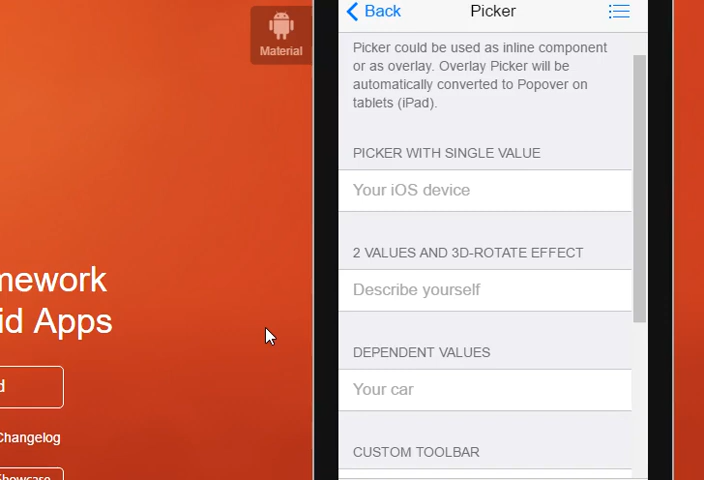 Back
Picker
Material
Picker could be used as inline component
or as overlay. Overlay Picker will be
automatically converted to Popover on
tablets (iPad).
PICKER WITH SINGLE VALUE
Your iOS device
2 VALUES AND 3D-ROTATE EFFECT
Describe yourself
DEPENDENT VALUES
Your car
CUSTOM TOOLBAR
mework
id Apps
d
Changelog
Showcase